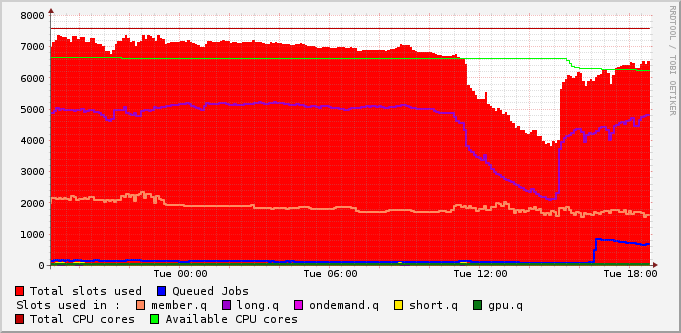 8000
7000
6000
5000
4000
3000
2000
1000
0
Tue 00:00 Tue 06:00 Tue 12:00 Tue 18:00
Total slots used Queued Jobs
Slots used in : member.q long.q ondemand.q short.q gpu.q
Total CPU cores Available CPU cores
RRDTOOL / TOBI OETIKER